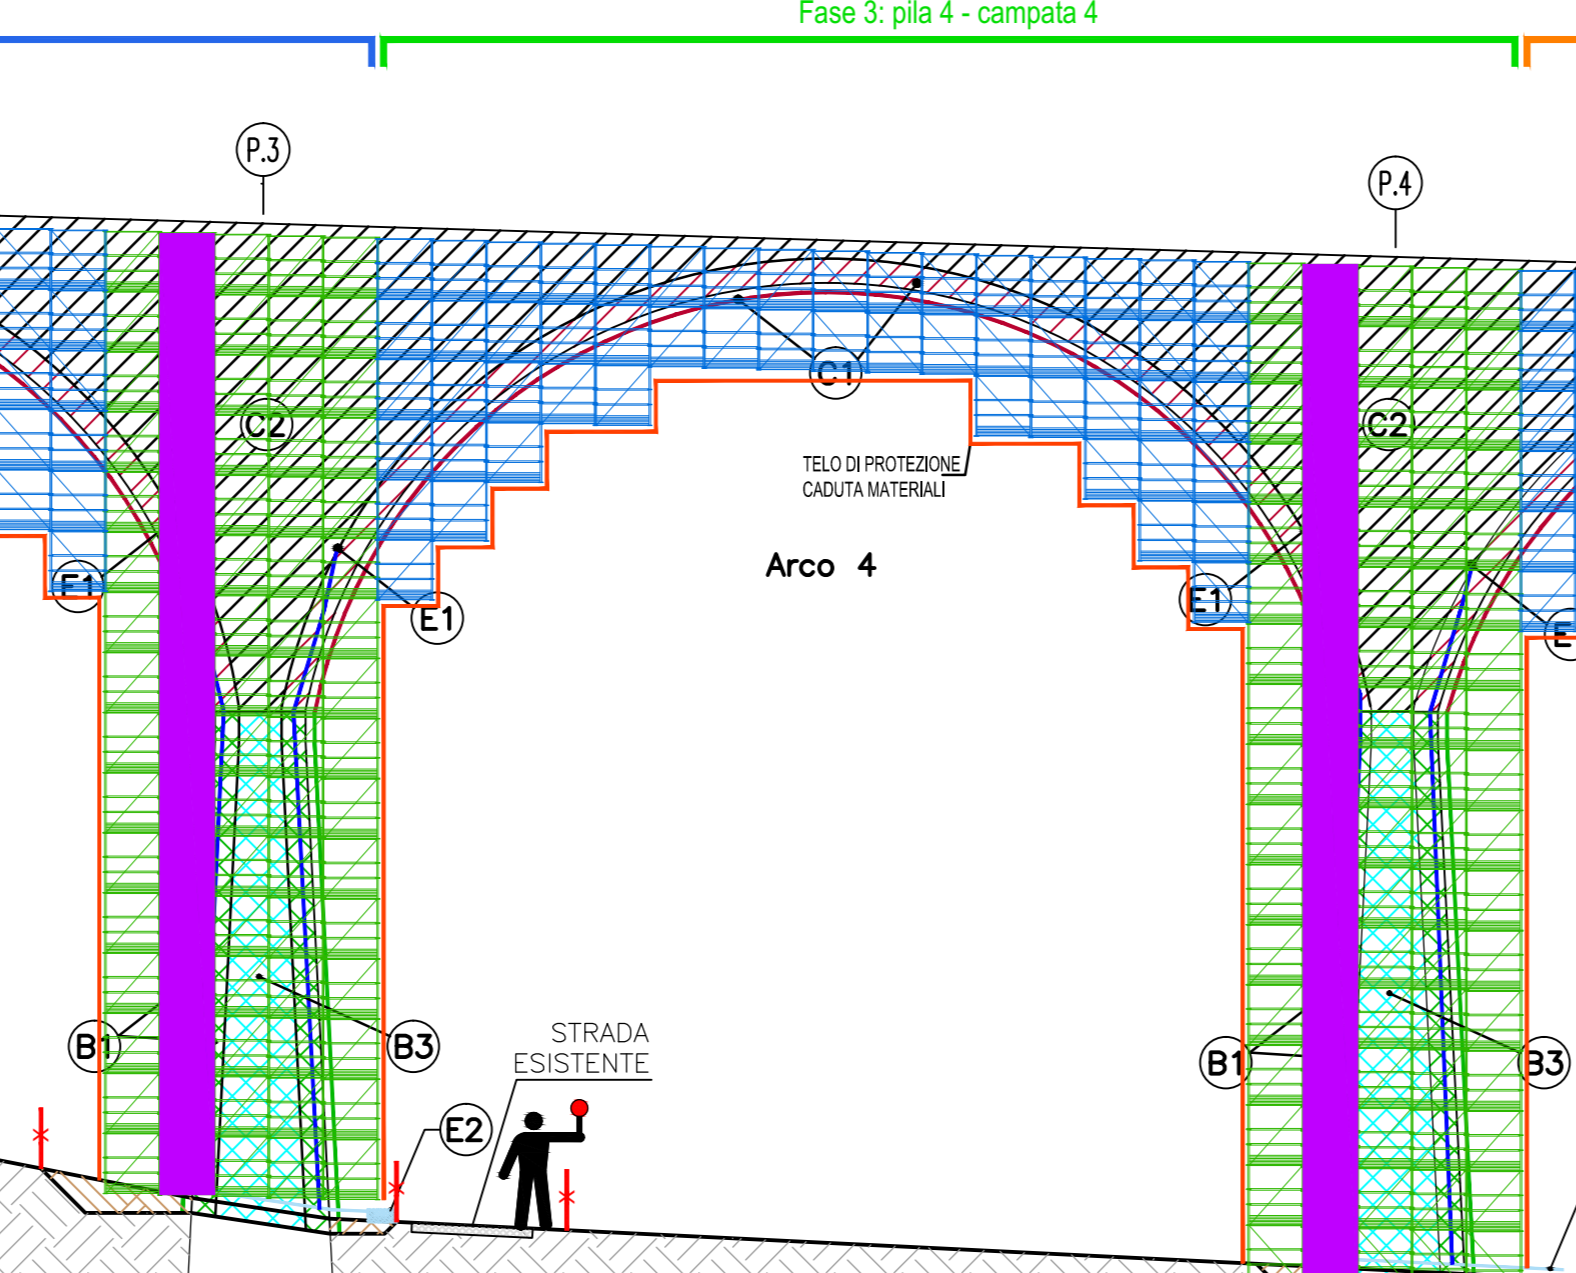 Fase 3: pila 4 - campata 4
P.3
P.4
C1
C2
C2
TELO DI PROTEZIONE
CADUTA MATERIALI
Arco 4
E1
E1
E1
B1
B3
B1
B3
STRADA
ESISTENTE
E2